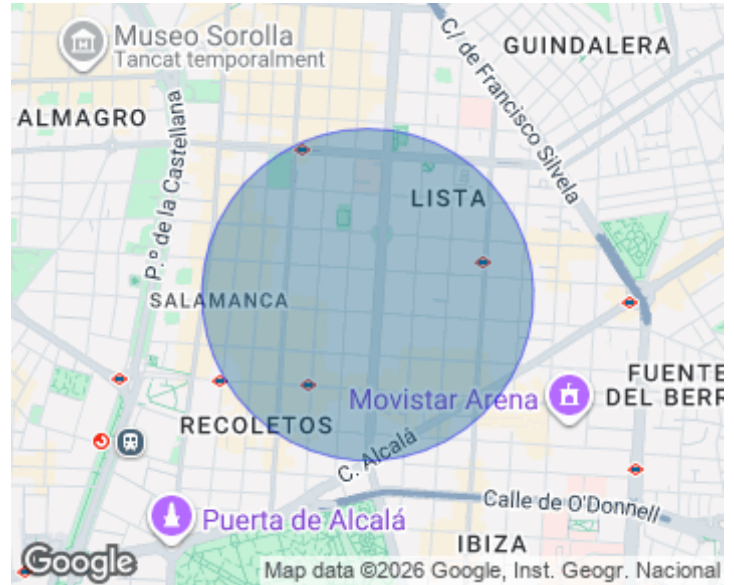 Museo Sorolla
Tancat temporalment
GUINDALERA
C/ de Francisco Silvela
ALMAGRO
P.º de la Castellana
LISTA
SALAMANCA
Movistar Arena
FUENTE
DEL BERR
RECOLETOS
C. Alcalá
Calle de O'Donnell
Puerta de Alcalá
IBIZA
Google
Map data ©2026 Google, Inst. Geogr. Nacional